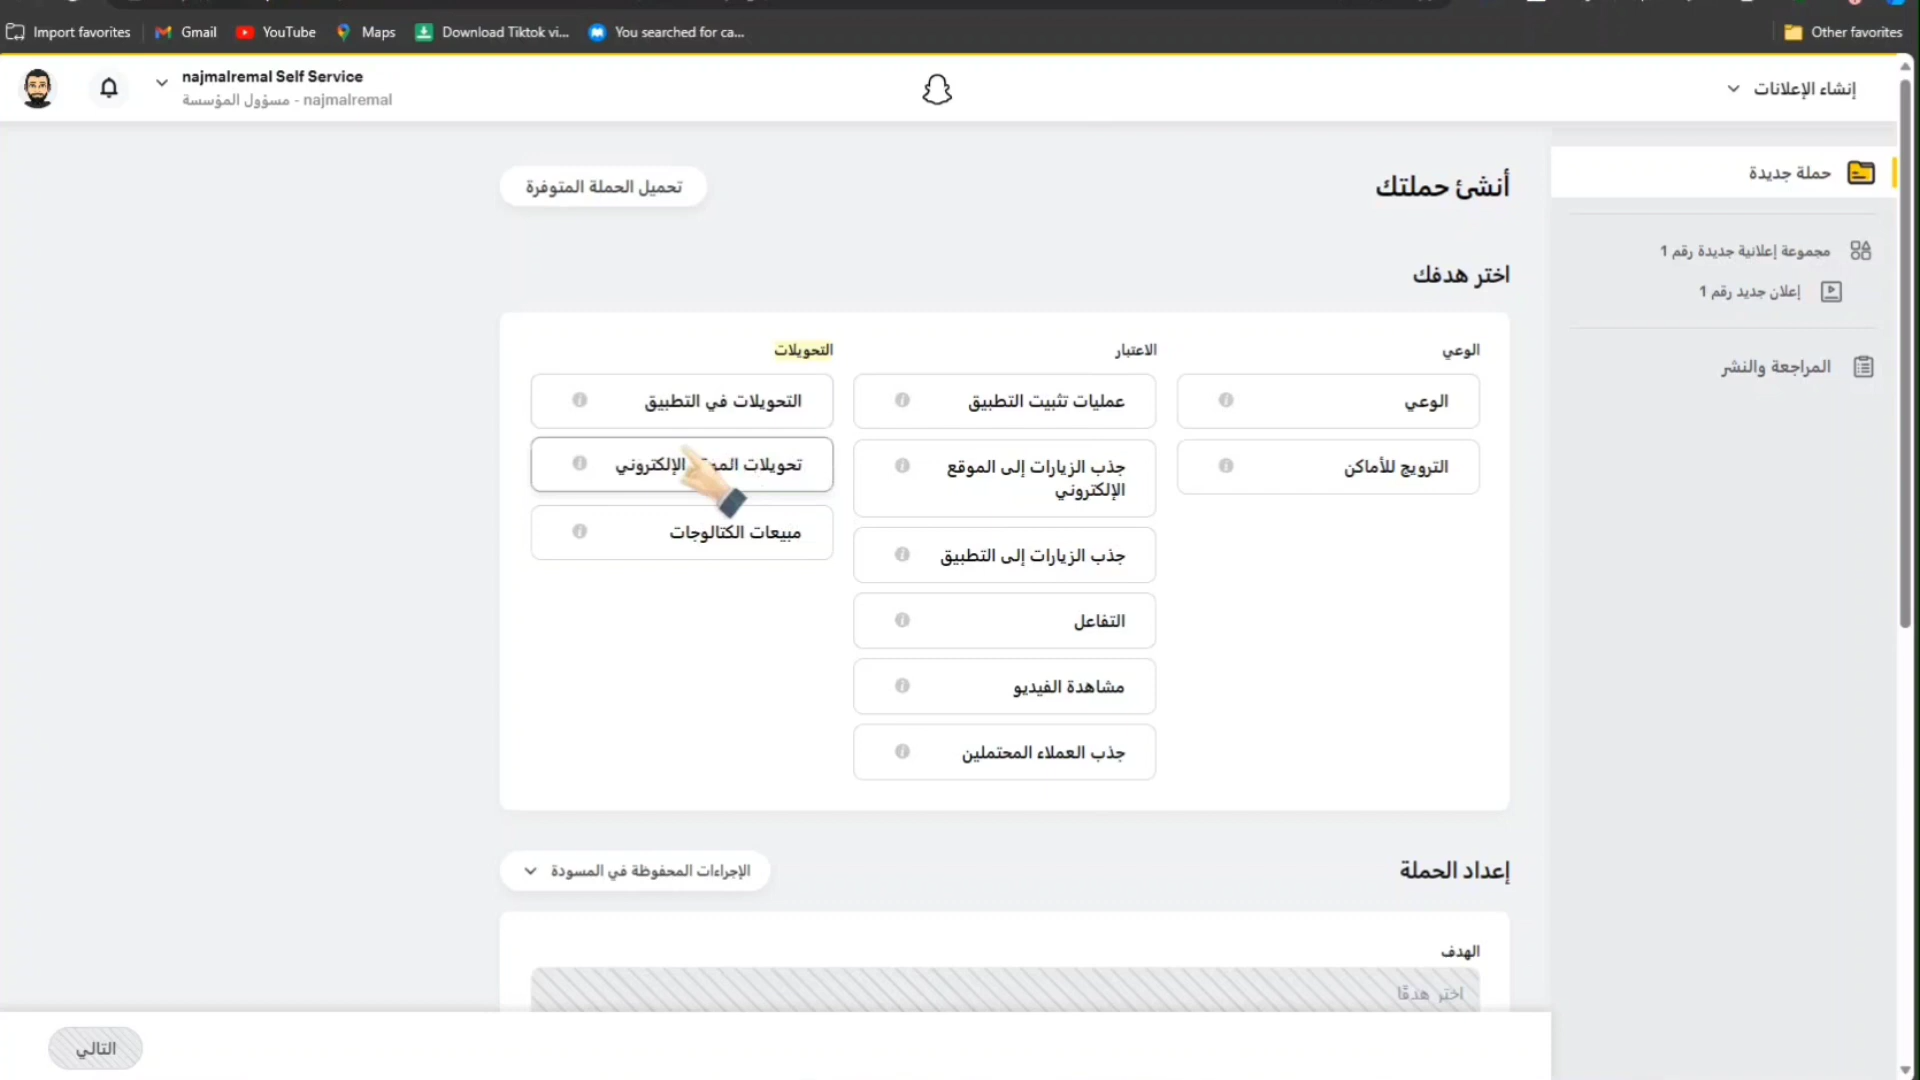 Import favorites
Gmail
YouTube
Maps
Download Tiktok vi...
You searched for ca...
Other favorites
najmalremal Self Service
najmalremal - مسؤول المؤسسة
إنشاء الإعلانات
حملة جديدة
مجموعة إعلانية جديدة رقم 1
إعلان جديد رقم 1
المراجعة والنشر
أنشئ حملتك
تحميل الحملة المتوفرة
اختر هدفك
الوعي
الوعي
الترويج للأماكن
الاعتبار
عمليات تثبيت التطبيق
جذب الزيارات إلى الموقع
الإلكتروني
جذب الزيارات إلى التطبيق
التفاعل
مشاهدة الفيديو
جذب العملاء المحتملين
التحويلات
التحويلات في التطبيق
تحويلات الإلكتروني
مبيعات الكتالوجات
إعداد الحملة
الإجراءات المحفوظة في المسودة
الهدف
اختر هدفًا
التالي